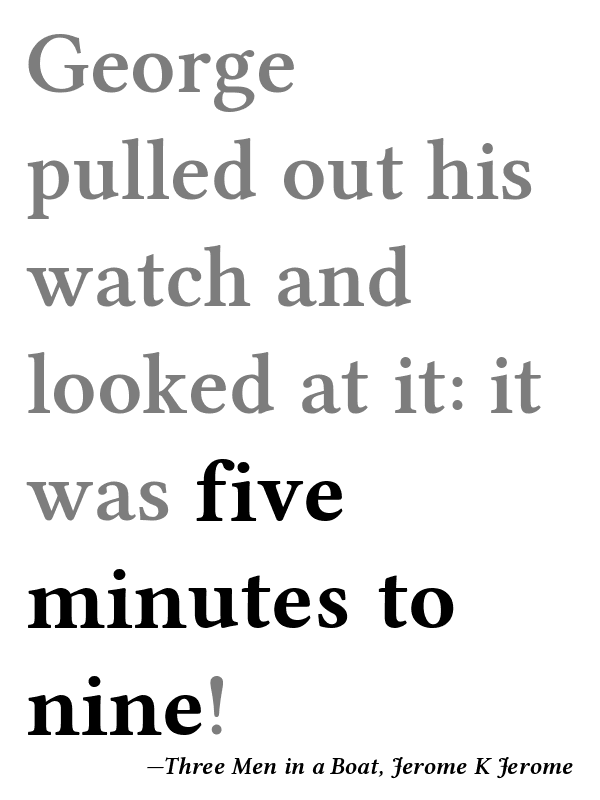 George
pulled out his
watch and
looked at it: it
was five
minutes to
nine!
—Three Men in a Boat, Jerome K Jerome